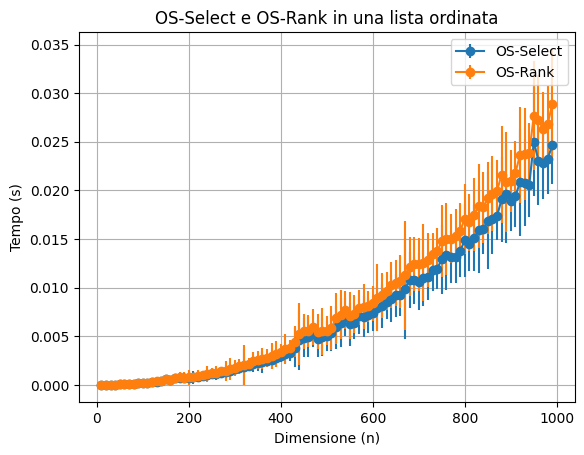 OS-Select e OS-Rank in una lista ordinata
OS-Select
OS-Rank
Tempo (s)
0.035
0.030
0.025
0.020
0.015
0.010
0.005
0.000
0
200
400
600
800
1000
Dimensione (n)